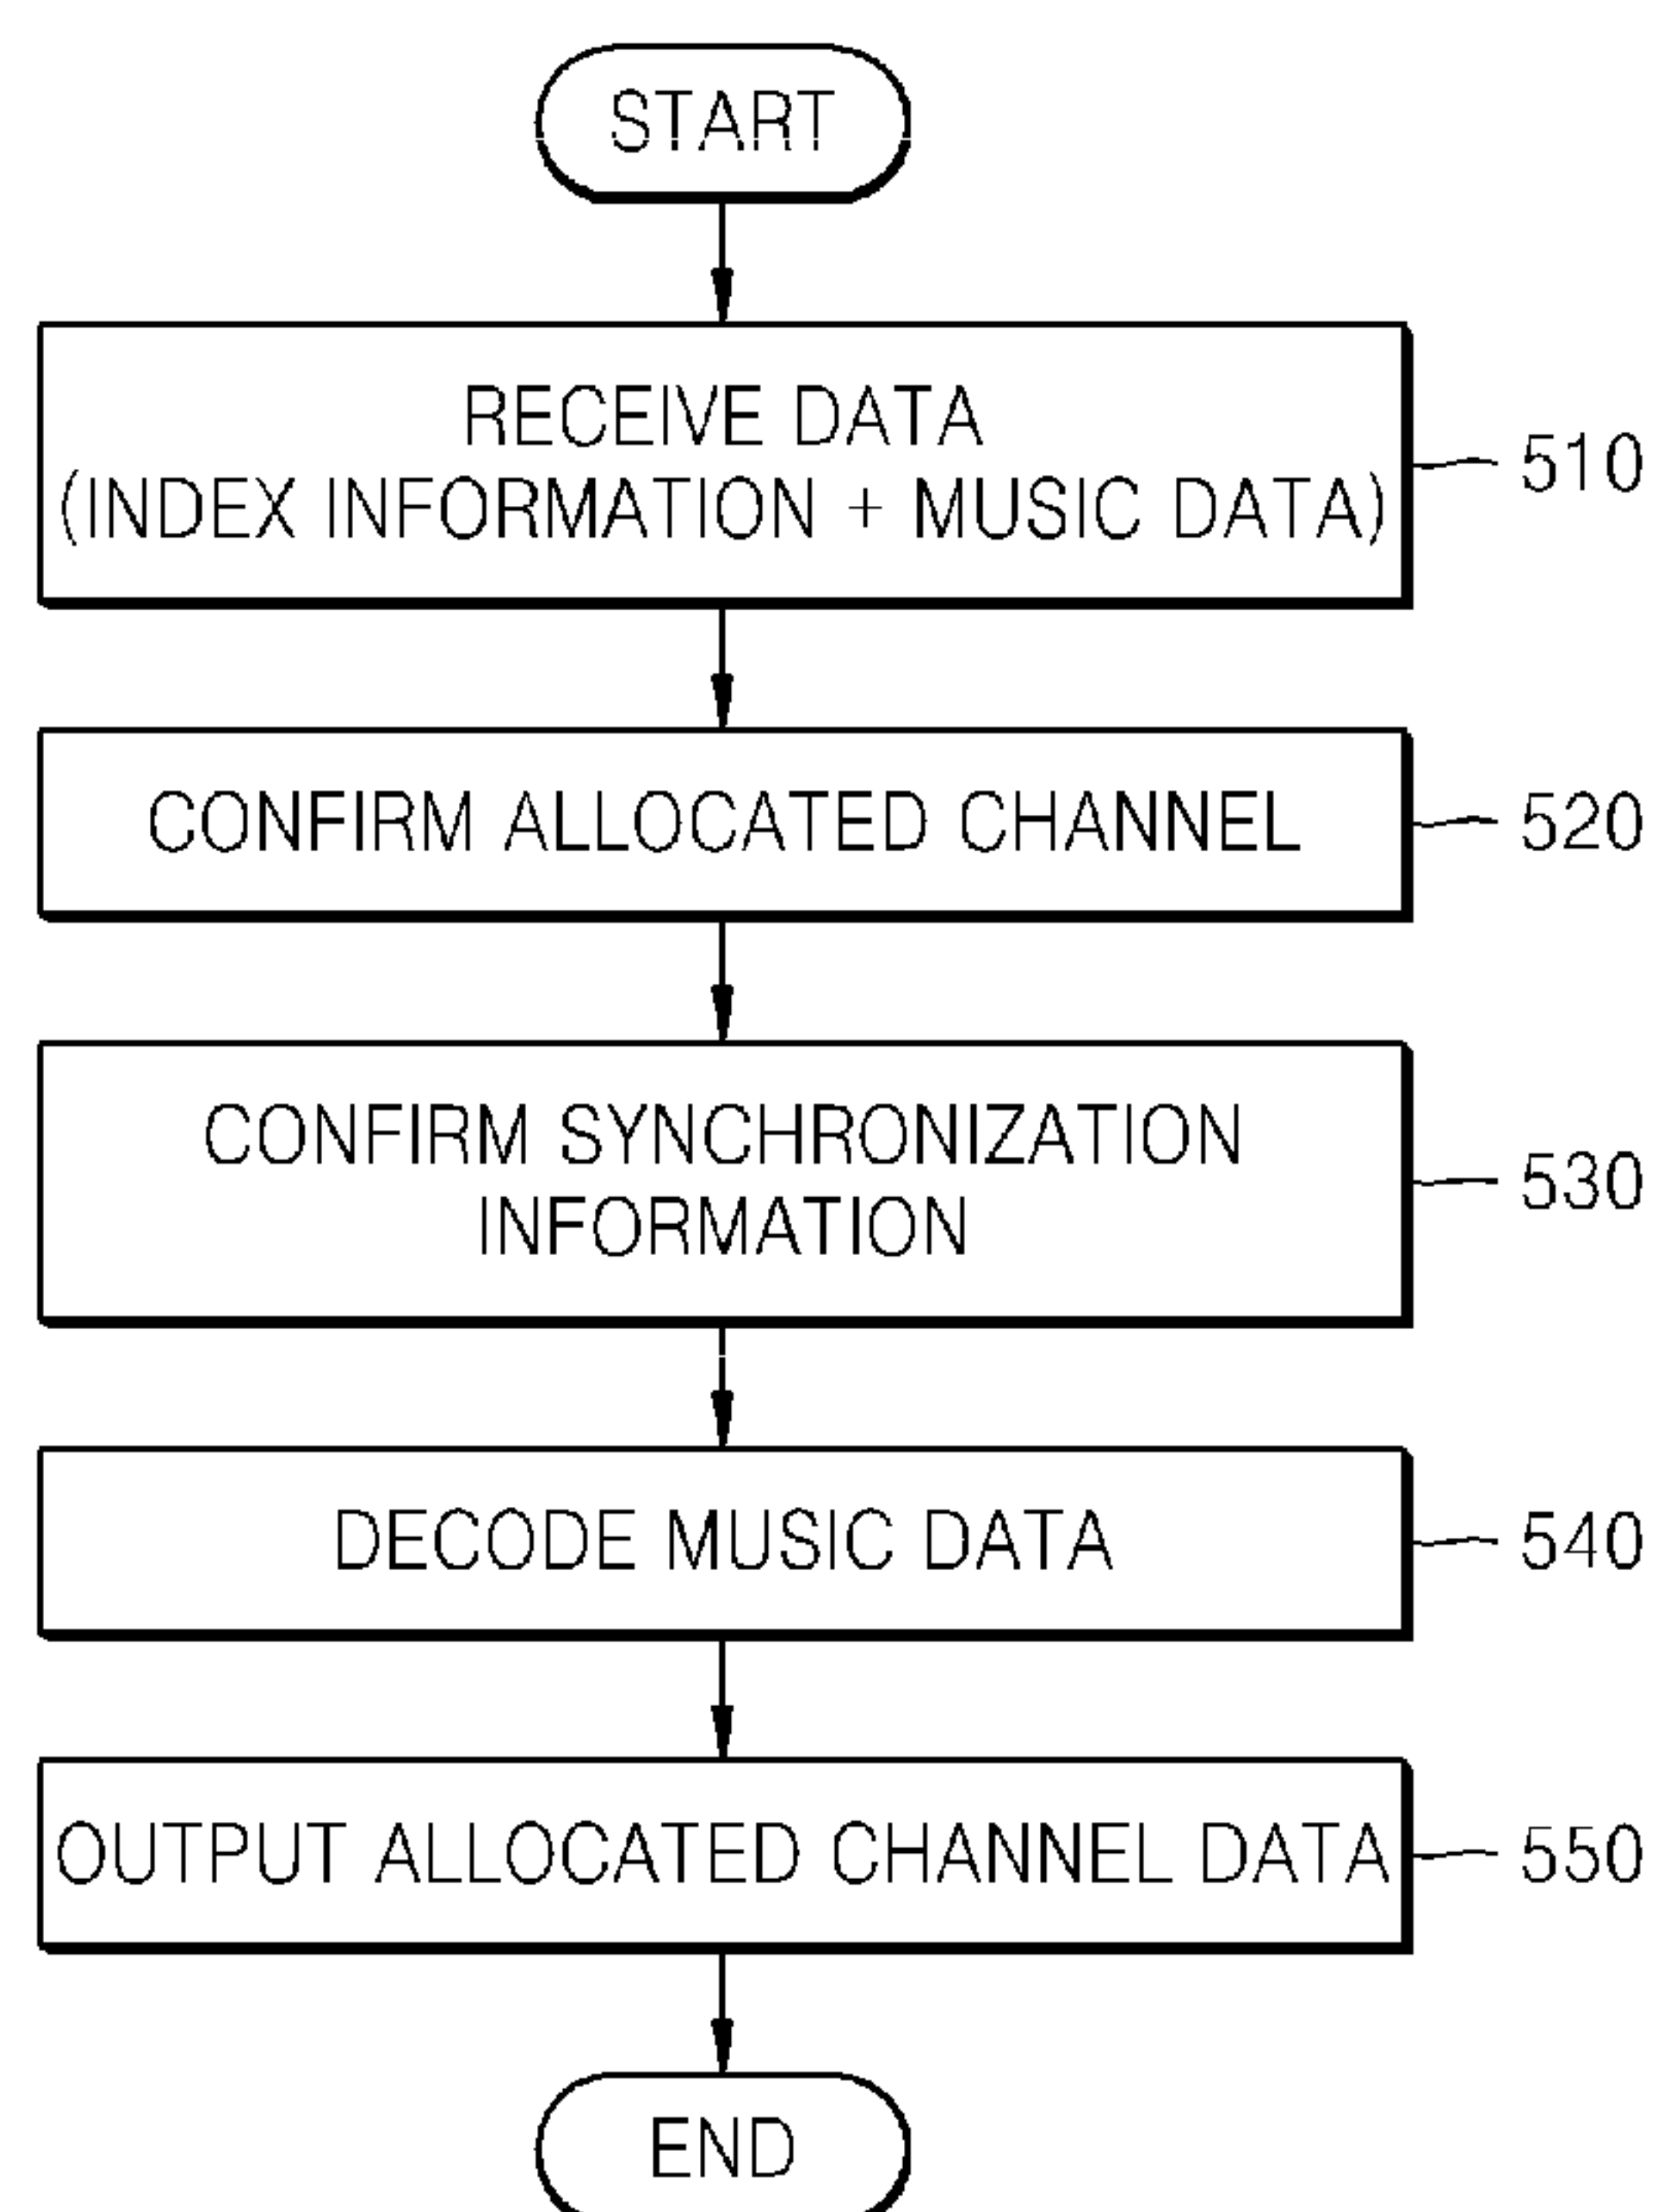 START
RECEIVE DATA
(INDEX INFORMATION + MUSIC DATA)
510
CONFIRM ALLOCATED CHANNEL
520
CONFIRM SYNCHRONIZATION
INFORMATION
530
DECODE MUSIC DATA
540
OUTPUT ALLOCATED CHANNEL DATA
550
END